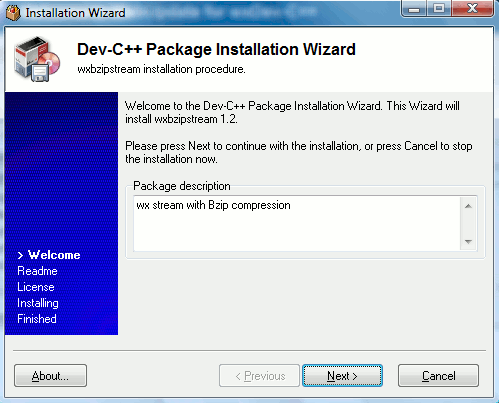 Installation Wizard
Dev-C++ Package Installation Wizard
wxbzipstream installation procedure.
Welcome to the Dev-C++ Package Installation Wizard. This Wizard will
install wxbzipstream 1.2.
Please press Next to continue with the installation, or press Cancel to stop
the installation now.
Package description
wx stream with Bzip compression
> Welcome
Readme
License
Installing
Finished
About...
< Previous
Next >
Cancel